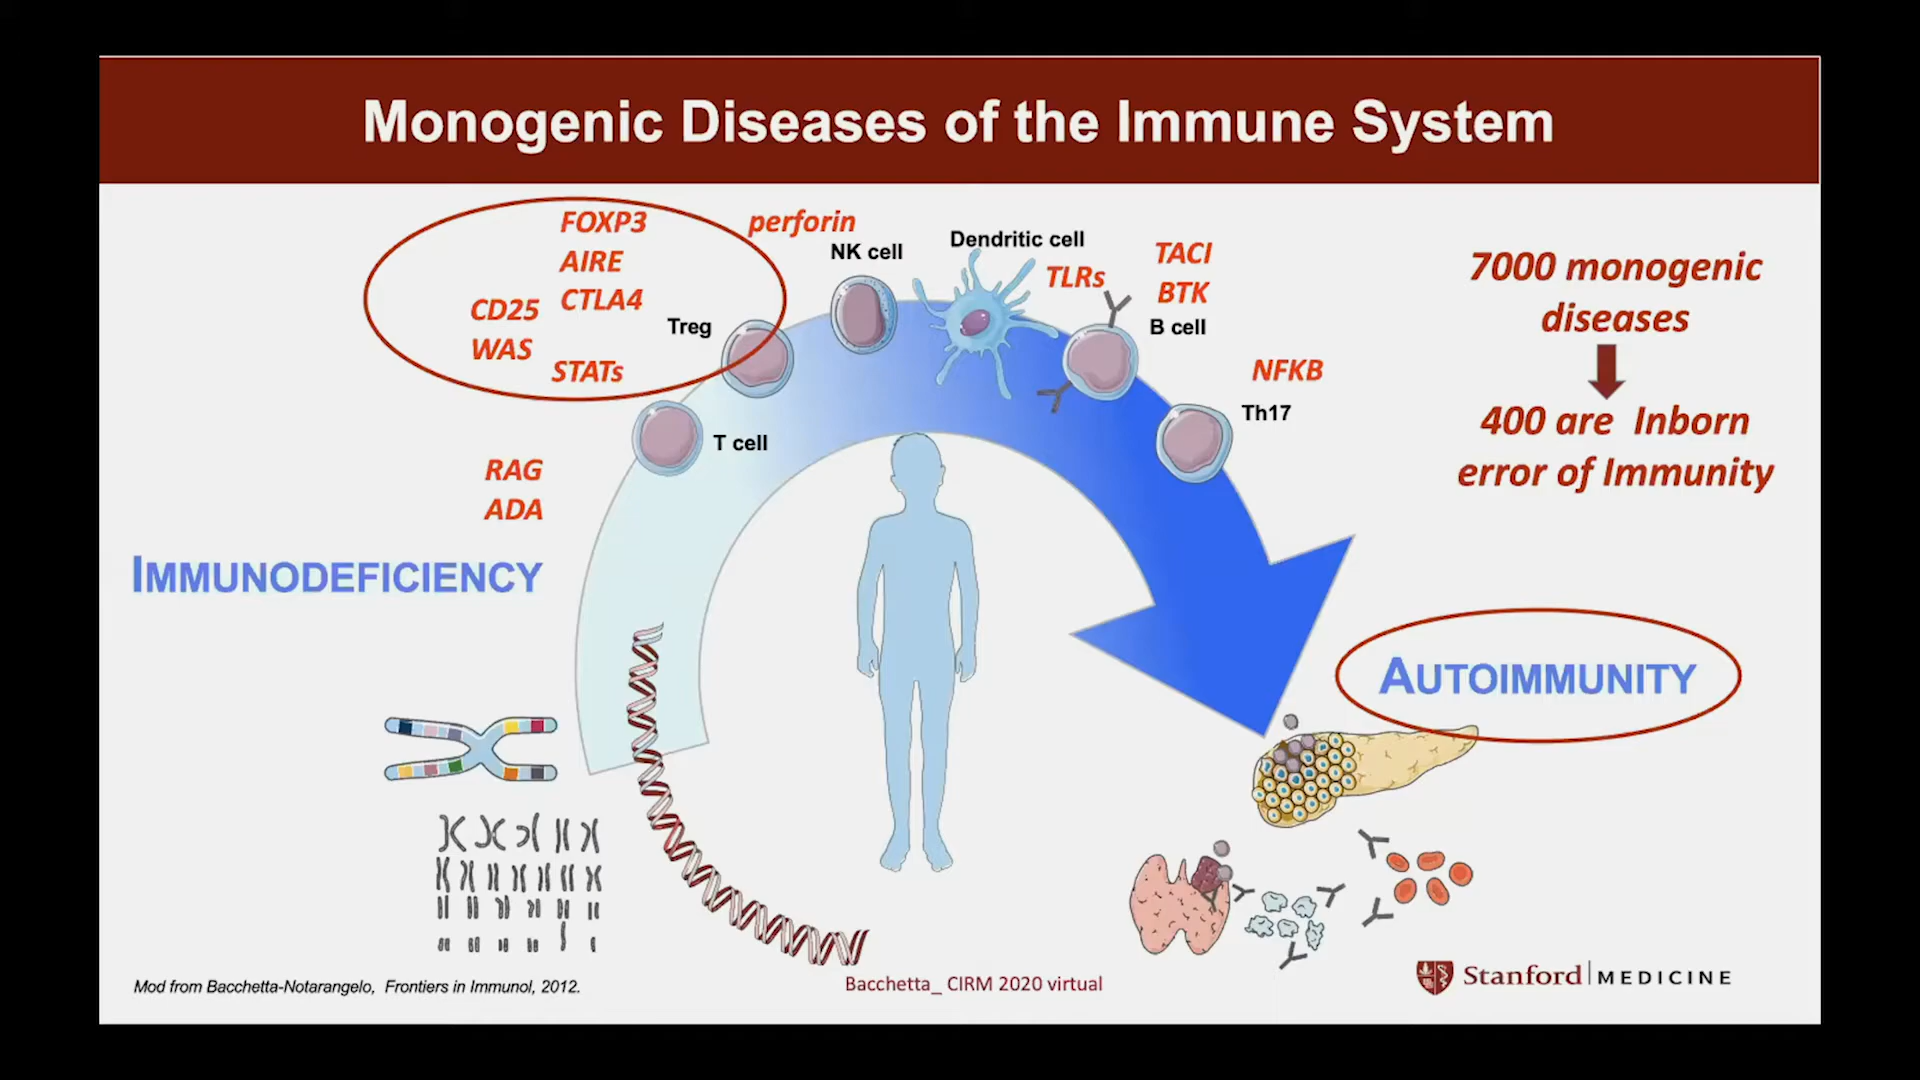 Monogenic Diseases of the Immune System
FOXP3
AIRE
CTLA4
CD25
WAS
STATs
Treg
perforin
NK cell
Dendritic cell
TLRs
TACI
BTK
B cell
NFKB
Th17
T cell
RAG
ADA
7000 monogenic
diseases
400 are Inborn
error of Immunity
IMMUNODEFICIENCY
AUTOIMMUNITY
Mod from Bacchetta-Notarangelo, Frontiers in Immunol, 2012.
Bacchetta_ CIRM 2020 virtual
Stanford MEDICINE